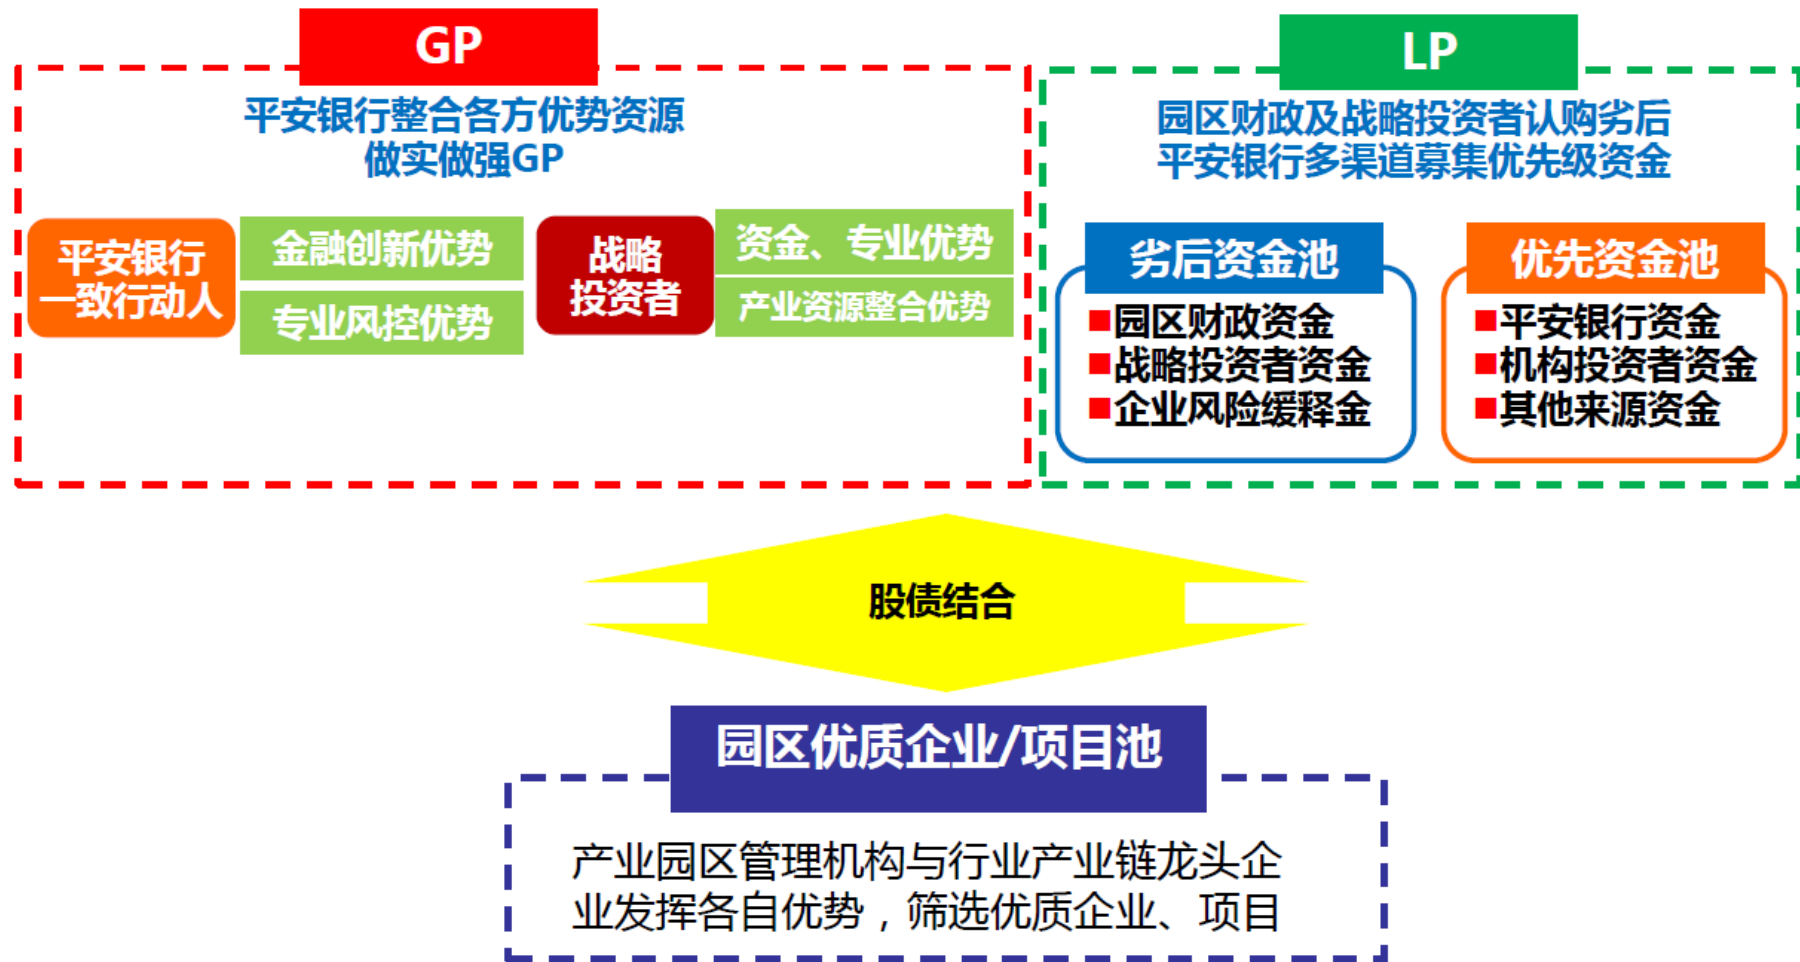 GP
平安银行整合各方优势资源
做实做强GP
平安银行
一致行动人
金融创新优势
专业风控优势
战略
投资者
资金、专业优势
产业资源整合优势
LP
园区财政及战略投资者认购劣后
平安银行多渠道募集优先级资金
劣后资金池
■园区财政资金
■战略投资者资金
■企业风险缓释金
优先资金池
■平安银行资金
■机构投资者资金
■其他来源资金
股债结合
园区优质企业/项目池
产业园区管理机构与行业产业链龙头企
业发挥各自优势，筛选优质企业、项目